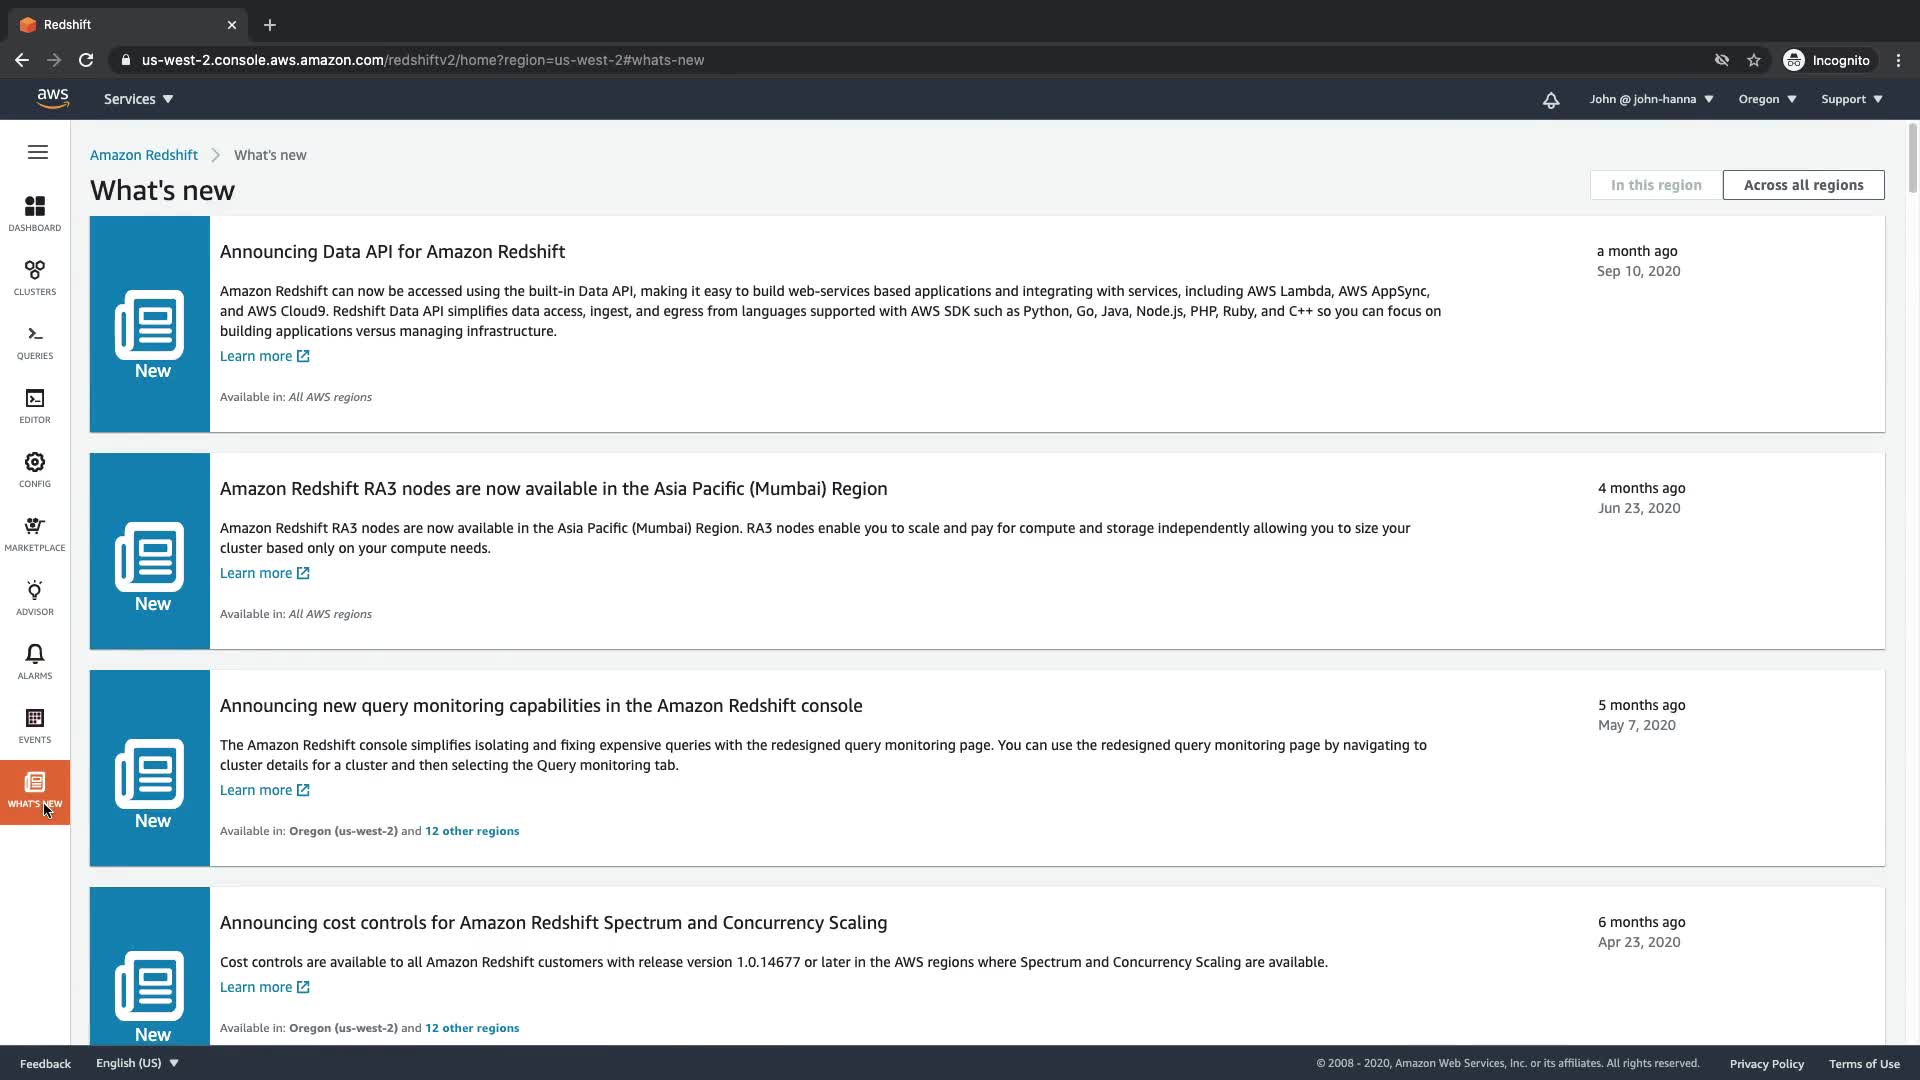 Redshift
us-west-2.console.aws.amazon.com/redshiftv2/home?region=us-west-2#whats-new
Incognito
aws
Services
John @ john-hanna
Oregon
Support
Amazon Redshift
What's new
What's new
In this region
Across all regions
DASHBOARD
CLUSTERS
QUERIES
EDITOR
CONFIG
MARKETPLACE
ADVISOR
ALARMS
EVENTS
WHAT'S NEW
New
Announcing Data API for Amazon Redshift
a month ago
Sep 10, 2020
Amazon Redshift can now be accessed using the built-in Data API, making it easy to build web-services based applications and integrating with services, including AWS Lambda, AWS AppSync,
and AWS Cloud9. Redshift Data API simplifies data access, ingest, and egress from languages supported with AWS SDK such as Python, Go, Java, Node.js, PHP, Ruby, and C++ so you can focus on
building applications versus managing infrastructure.
Learn more
Available in: All AWS regions
New
Amazon Redshift RA3 nodes are now available in the Asia Pacific (Mumbai) Region
4 months ago
Jun 23, 2020
Amazon Redshift RA3 nodes are now available in the Asia Pacific (Mumbai) Region. RA3 nodes enable you to scale and pay for compute and storage independently allowing you to size your
cluster based only on your compute needs.
Learn more
Available in: All AWS regions
New
Announcing new query monitoring capabilities in the Amazon Redshift console
5 months ago
May 7, 2020
The Amazon Redshift console simplifies isolating and fixing expensive queries with the redesigned query monitoring page. You can use the redesigned query monitoring page by navigating to
cluster details for a cluster and then selecting the Query monitoring tab.
Learn more
Available in: Oregon (us-west-2) and 12 other regions
New
Announcing cost controls for Amazon Redshift Spectrum and Concurrency Scaling
6 months ago
Apr 23, 2020
Cost controls are available to all Amazon Redshift customers with release version 1.0.14677 or later in the AWS regions where Spectrum and Concurrency Scaling are available.
Learn more
Available in: Oregon (us-west-2) and 12 other regions
Feedback
English (US)
© 2008 - 2020, Amazon Web Services, Inc. or its affiliates. All rights reserved.
Privacy Policy
Terms of Use